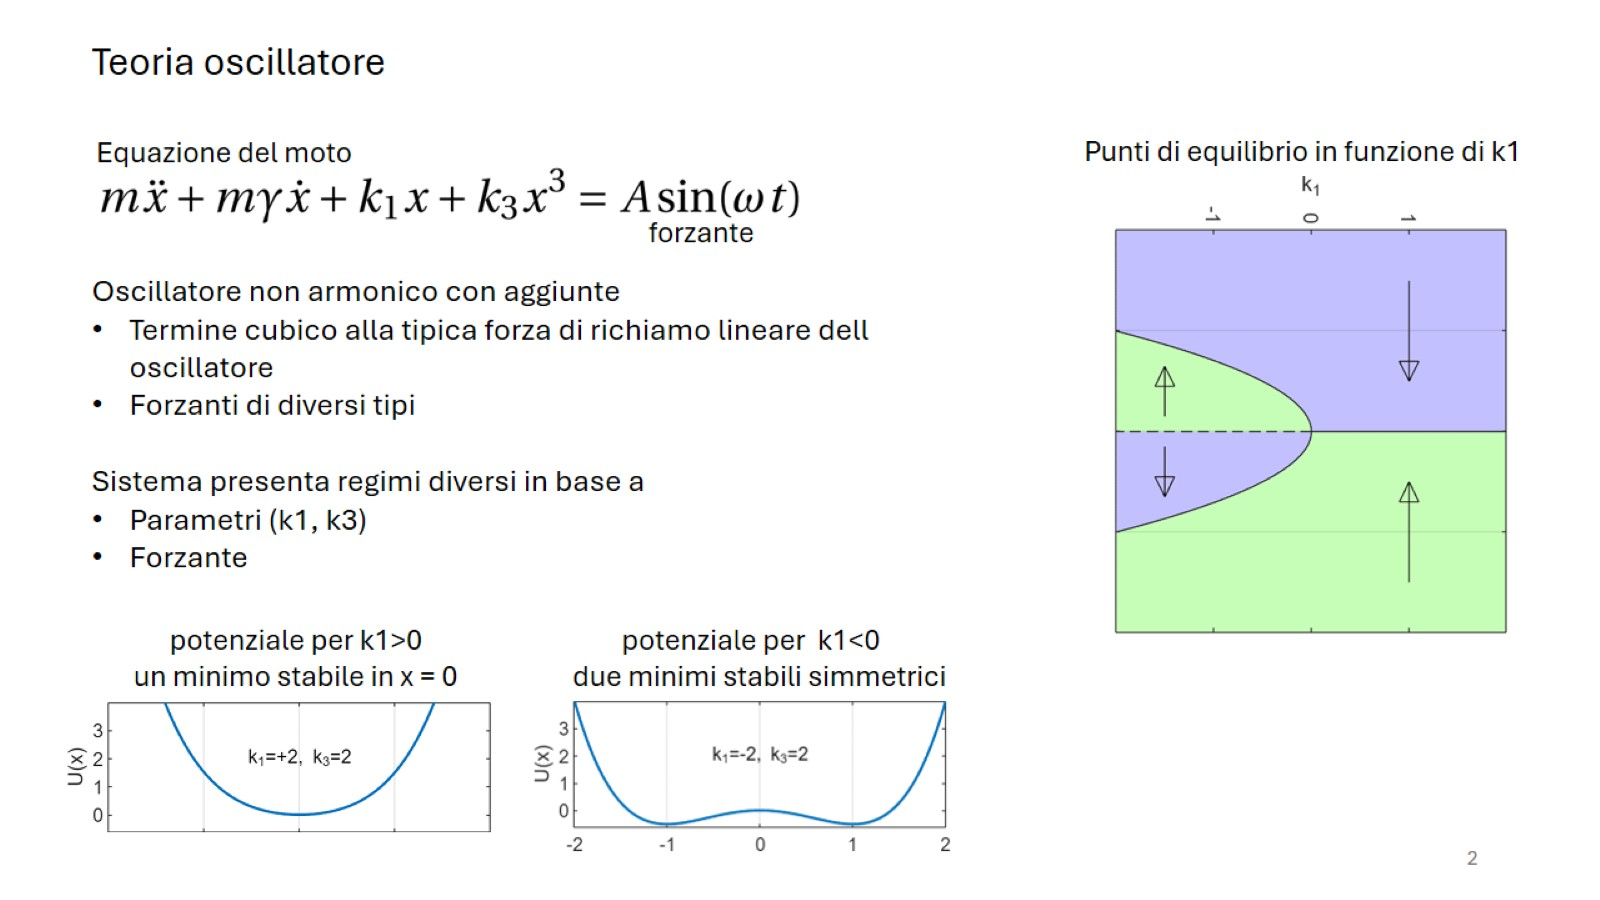 Teoria oscillatore
Equazione del moto
mẍ + mγẋ + k₁x + k₃x³ = A sin(ωt)
forzante
Oscillatore non armonico con aggiunte
• Termine cubico alla tipica forza di richiamo lineare dell
oscillatore
• Forzanti di diversi tipi
Sistema presenta regimi diversi in base a
• Parametri (k1, k3)
• Forzante
potenziale per k1>0
un minimo stabile in x = 0
U(x)
3
2
1
0
k₁=+2, k₃=2
potenziale per k1<0
due minimi stabili simmetrici
U(x)
3
2
1
0
k₁=-2, k₃=2
-2 -1 0 1 2
Punti di equilibrio in funzione di k1
k₁
-1 0 1
2